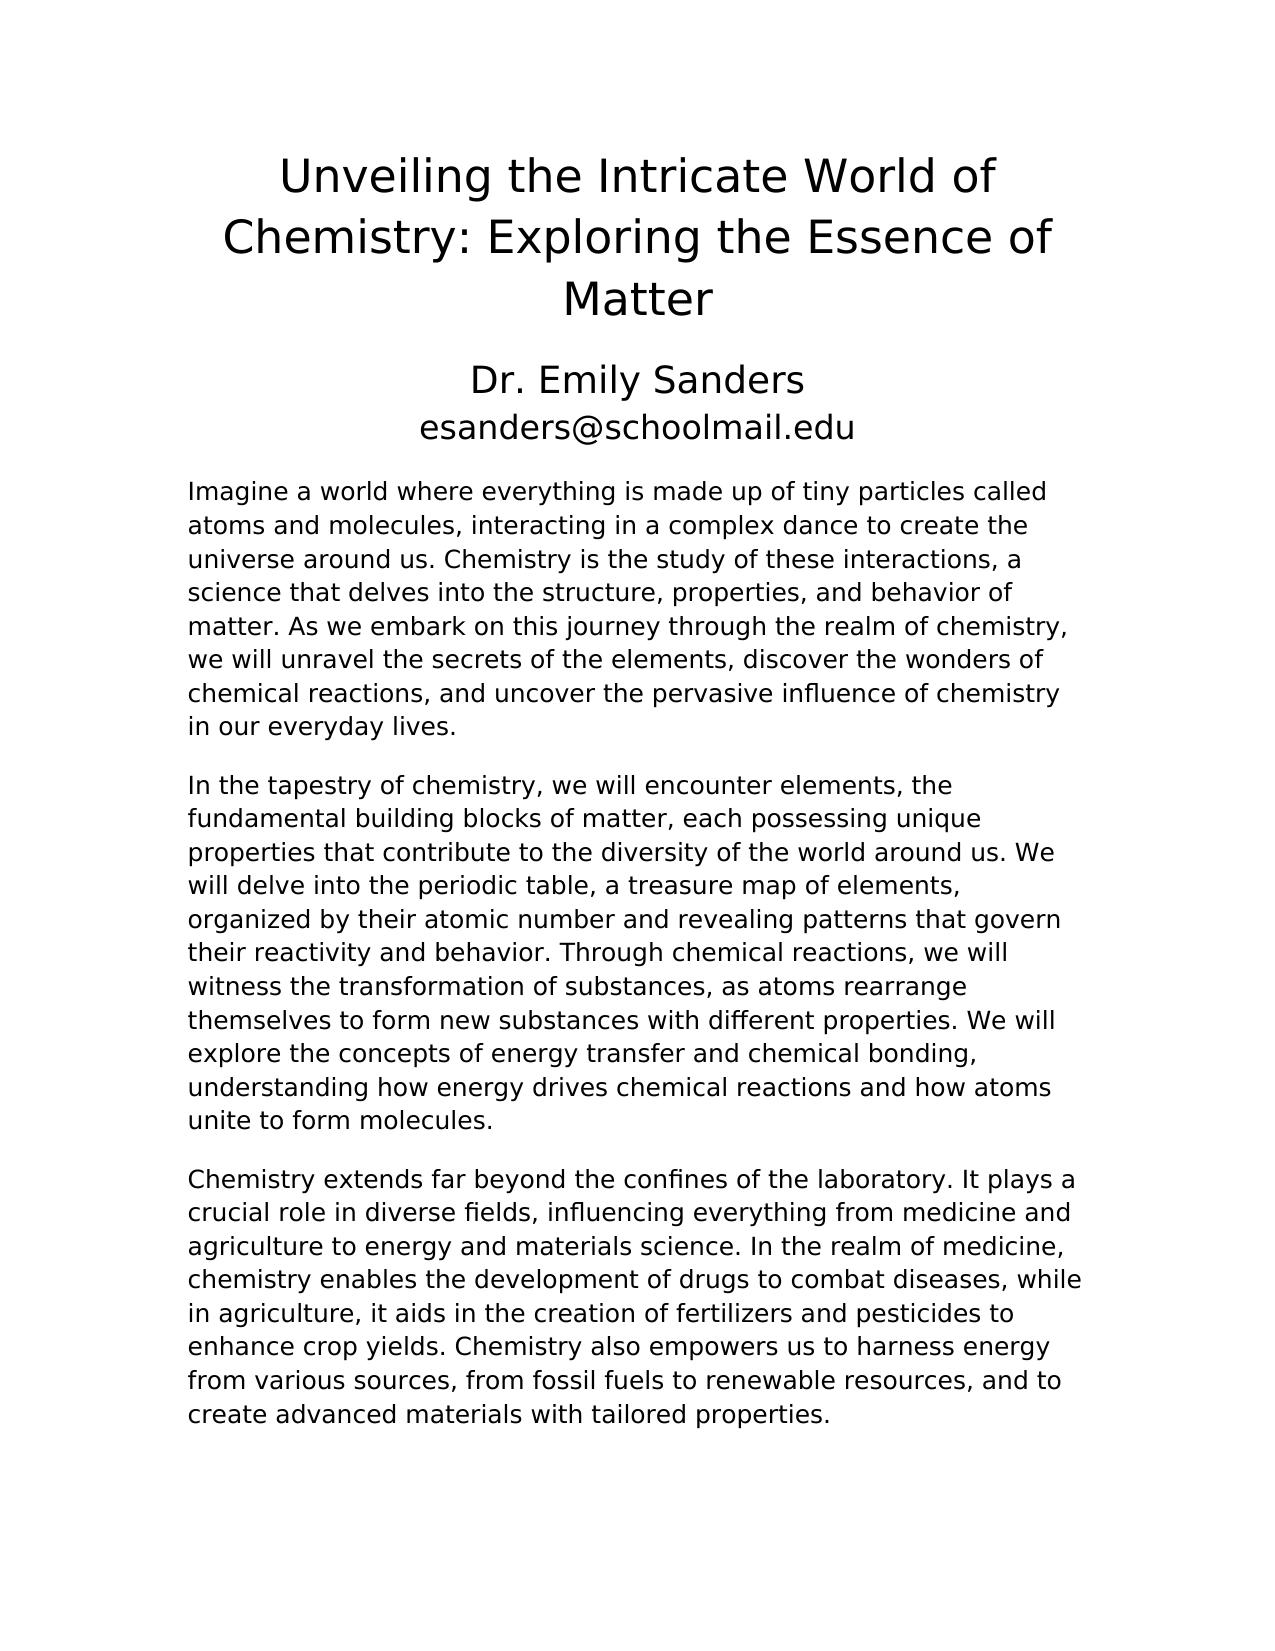 Unveiling the Intricate World of
Chemistry: Exploring the Essence of
Matter
Dr. Emily Sanders
esanders@schoolmail.edu
Imagine a world where everything is made up of tiny particles called
atoms and molecules, interacting in a complex dance to create the
universe around us. Chemistry is the study of these interactions, a
science that delves into the structure, properties, and behavior of
matter. As we embark on this journey through the realm of chemistry,
we will unravel the secrets of the elements, discover the wonders of
chemical reactions, and uncover the pervasive influence of chemistry
in our everyday lives.
In the tapestry of chemistry, we will encounter elements, the
fundamental building blocks of matter, each possessing unique
properties that contribute to the diversity of the world around us. We
will delve into the periodic table, a treasure map of elements,
organized by their atomic number and revealing patterns that govern
their reactivity and behavior. Through chemical reactions, we will
witness the transformation of substances, as atoms rearrange
themselves to form new substances with different properties. We will
explore the concepts of energy transfer and chemical bonding,
understanding how energy drives chemical reactions and how atoms
unite to form molecules.
Chemistry extends far beyond the confines of the laboratory. It plays a
crucial role in diverse fields, influencing everything from medicine and
agriculture to energy and materials science. In the realm of medicine,
chemistry enables the development of drugs to combat diseases, while
in agriculture, it aids in the creation of fertilizers and pesticides to
enhance crop yields. Chemistry also empowers us to harness energy
from various sources, from fossil fuels to renewable resources, and to
create advanced materials with tailored properties.